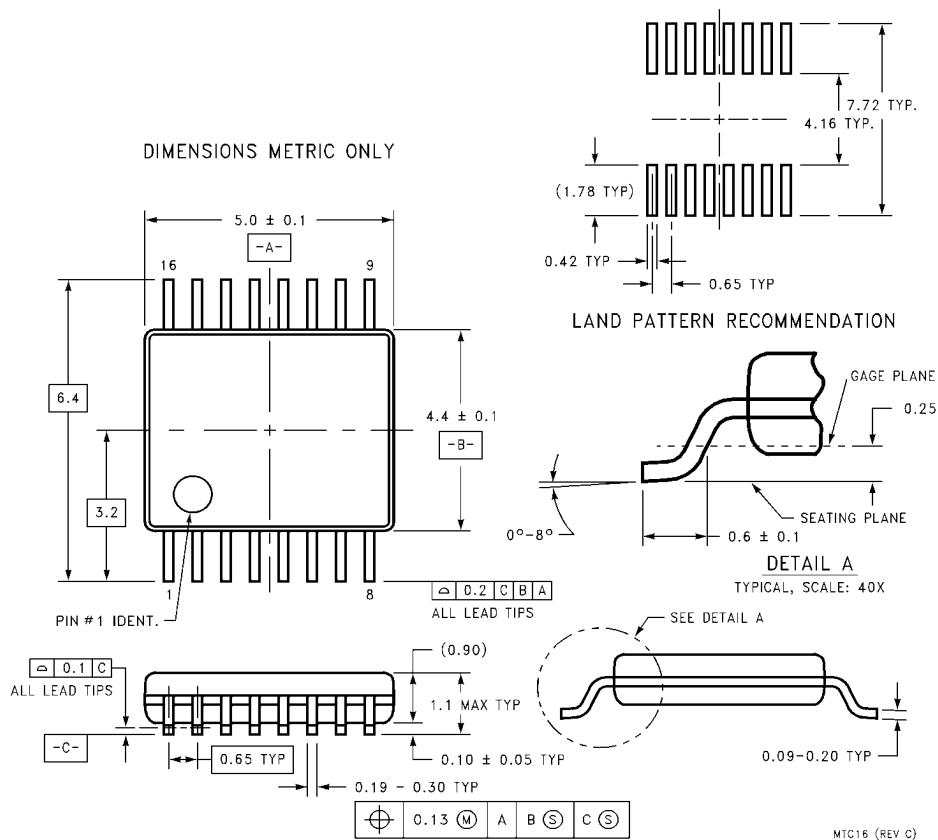 7.72 TYP.
4.16 TYP.
(1.78 TYP)
0.42 TYP
0.65 TYP
LAND PATTERN RECOMMENDATION
DIMENSIONS METRIC ONLY
5.0 ± 0.1
-A-
16
9
6.4
4.4 ± 0.1
-B-
3.2
1
8
PIN #1 IDENT.
⌓ 0.2 C B A
ALL LEAD TIPS
GAGE PLANE
0.25
SEATING PLANE
0°-8°
0.6 ± 0.1
DETAIL A
TYPICAL, SCALE: 40X
SEE DETAIL A
0.09-0.20 TYP
⌓ 0.1 C
ALL LEAD TIPS
-C-
(0.90)
1.1 MAX TYP
0.65 TYP
0.10 ± 0.05 TYP
0.19 - 0.30 TYP
⌖ 0.13 Ⓜ A B Ⓢ C Ⓢ
MTC16 (REV C)